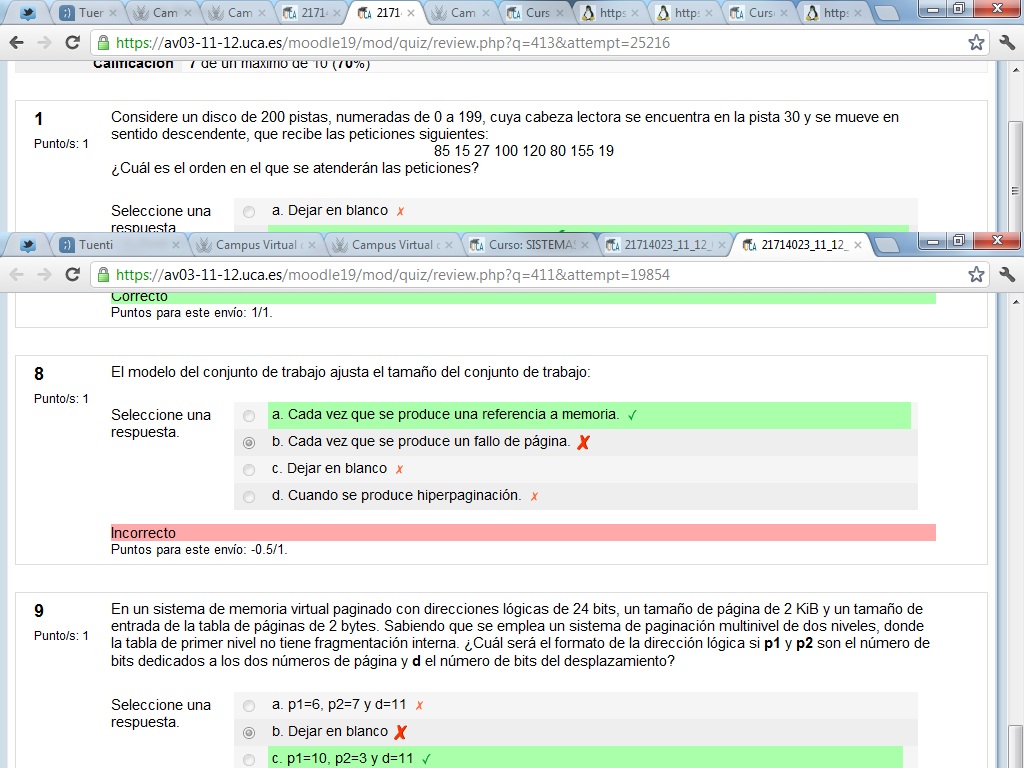 Tuer
Cam
Cam
2171
2171
Cam
Curs
https
https
Curs
https
https://av03-11-12.uca.es/moodle19/mod/quiz/review.php?q=413&attempt=25216
Calificación 7 de un máximo de 10 (70%)
1
Punto/s: 1
Considere un disco de 200 pistas, numeradas de 0 a 199, cuya cabeza lectora se encuentra en la pista 30 y se mueve en
sentido descendente, que recibe las peticiones siguientes:
85 15 27 100 120 80 155 19
¿Cuál es el orden en el que se atenderán las peticiones?
Seleccione una
respuesta.
a. Dejar en blanco ✗
Tuenti
Campus Virtual
Campus Virtual
Curso: SISTEMAS
21714023_11_12_
21714023_11_12_
https://av03-11-12.uca.es/moodle19/mod/quiz/review.php?q=411&attempt=19854
Correcto
Puntos para este envío: 1/1.
8
Punto/s: 1
El modelo del conjunto de trabajo ajusta el tamaño del conjunto de trabajo:
Seleccione una
respuesta.
a. Cada vez que se produce una referencia a memoria. ✓
b. Cada vez que se produce un fallo de página. ✗
c. Dejar en blanco ✗
d. Cuando se produce hiperpaginación. ✗
Incorrecto
Puntos para este envío: -0.5/1.
9
Punto/s: 1
En un sistema de memoria virtual paginado con direcciones lógicas de 24 bits, un tamaño de página de 2 KiB y un tamaño de
entrada de la tabla de páginas de 2 bytes. Sabiendo que se emplea un sistema de paginación multinivel de dos niveles, donde
la tabla de primer nivel no tiene fragmentación interna. ¿Cuál será el formato de la dirección lógica si p1 y p2 son el número de
bits dedicados a los dos números de página y d el número de bits del desplazamiento?
Seleccione una
respuesta.
a. p1=6, p2=7 y d=11 ✗
b. Dejar en blanco ✗
c. p1=10, p2=3 y d=11 ✓